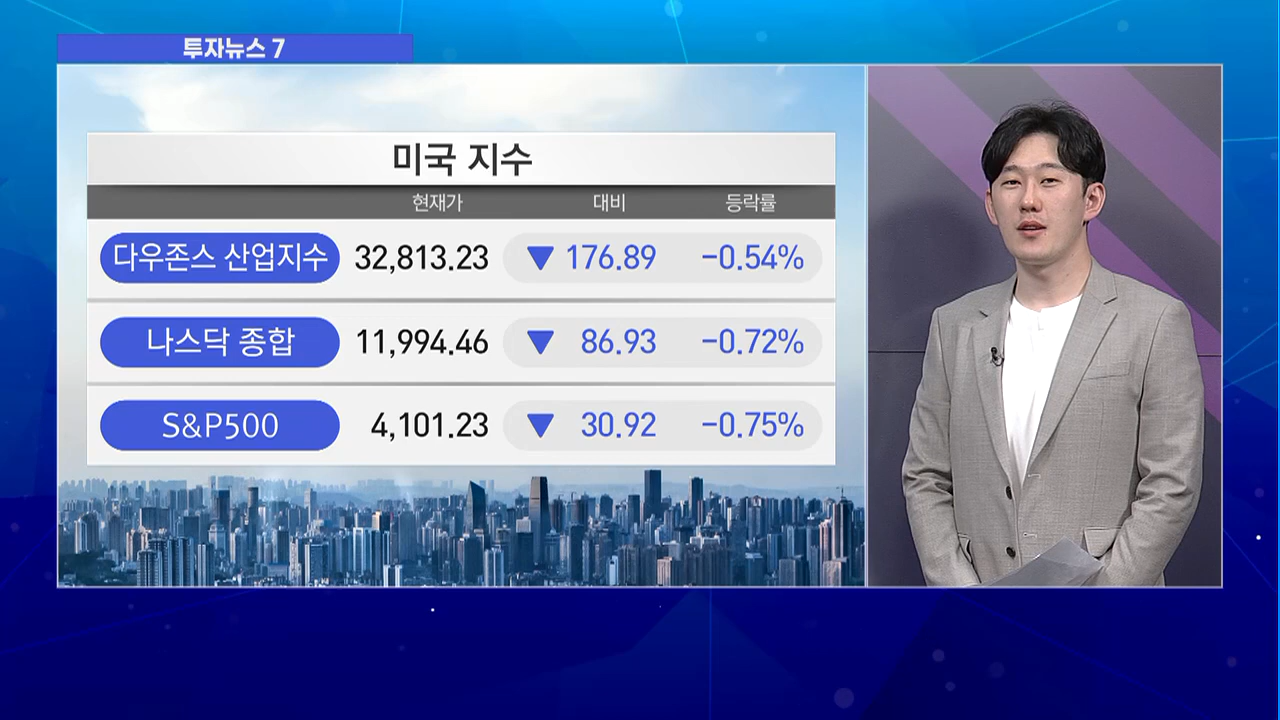 투자뉴스 7
미국 지수
현재가 대비 등락률
다우존스 산업지수 32,813.23 ▼ 176.89 -0.54%
나스닥 종합 11,994.46 ▼ 86.93 -0.72%
S&P500 4,101.23 ▼ 30.92 -0.75%